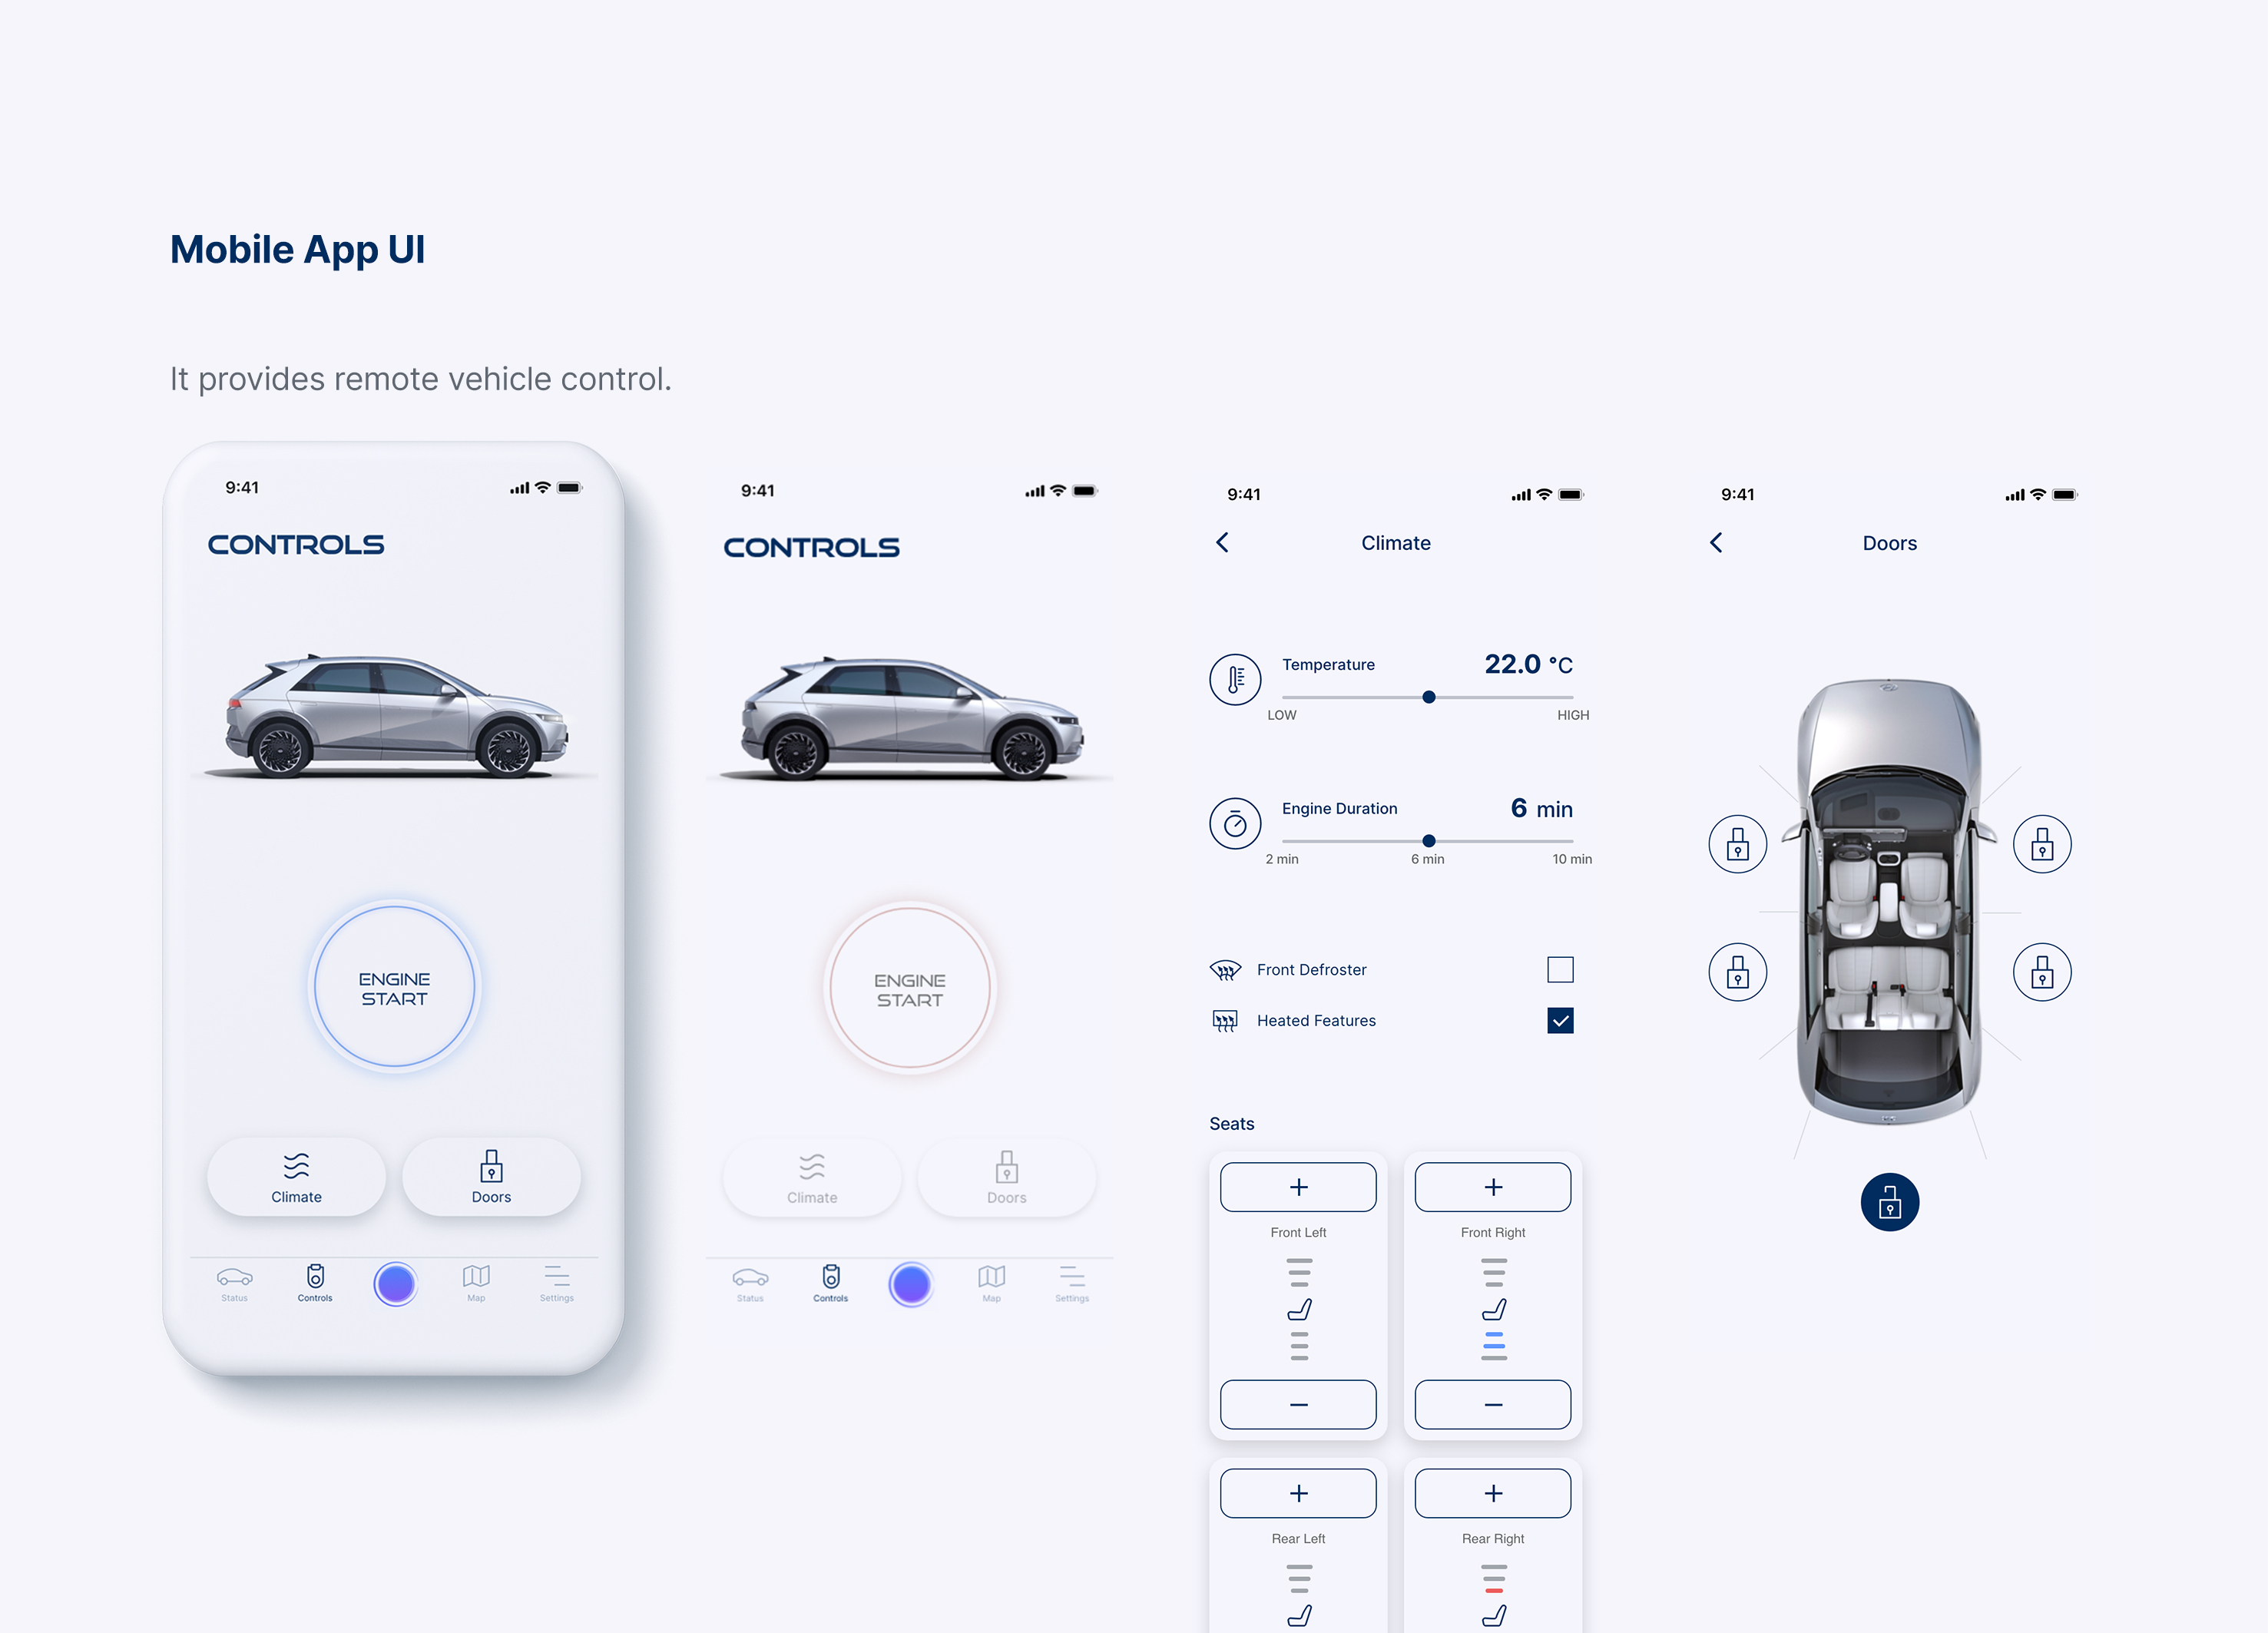 Mobile App UI
It provides remote vehicle control.
9:41
CONTROLS
ENGINE
START
Climate
Doors
Status
Controls
Map
Settings
9:41
CONTROLS
ENGINE
START
Climate
Doors
Status
Controls
Map
Settings
9:41
Climate
Temperature
22.0 °C
LOW
HIGH
Engine Duration
6 min
2 min
6 min
10 min
Front Defroster
Heated Features
Seats
+
+
Front Left
Front Right
−
−
+
+
Rear Left
Rear Right
9:41
Doors